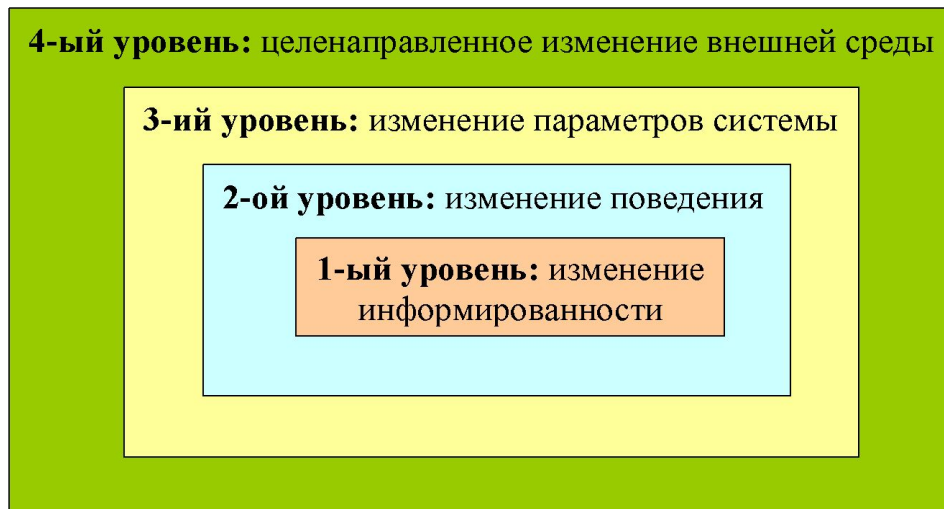 4-ый уровень: целенаправленное изменение внешней среды
3-ий уровень: изменение параметров системы
2-ой уровень: изменение поведения
1-ый уровень: изменение
информированности